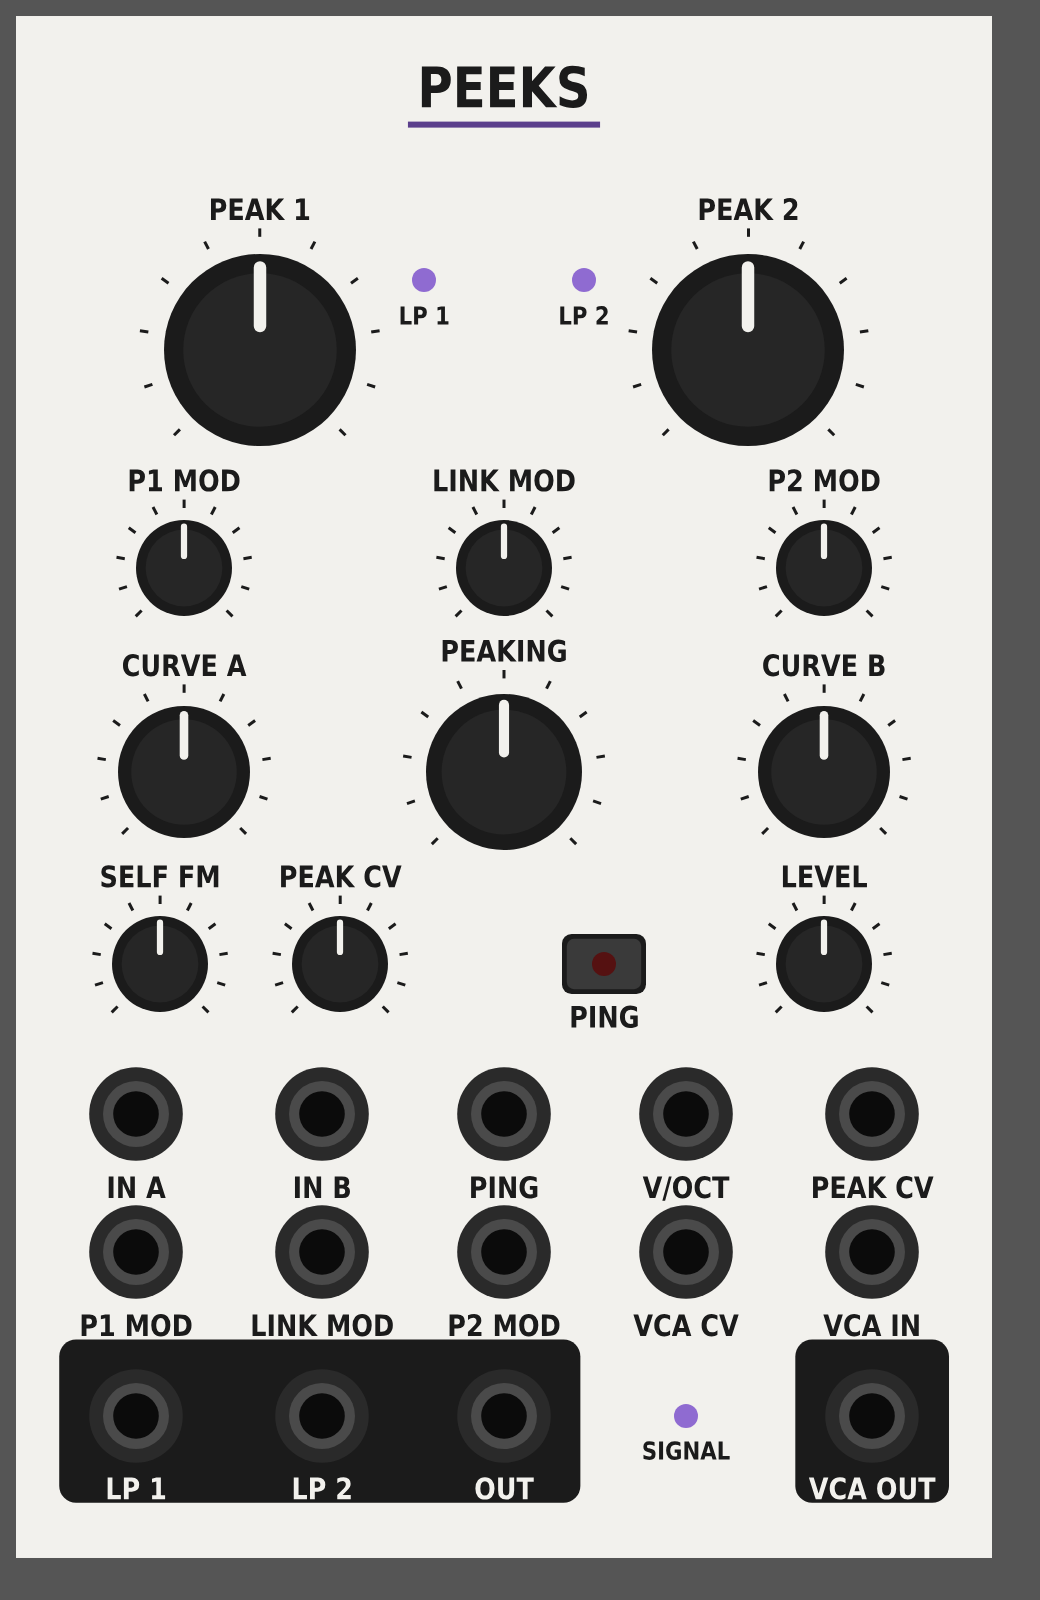 PEEKS
PEAK 1
PEAK 2
LP 1
LP 2
P1 MOD
LINK MOD
P2 MOD
CURVE A
PEAKING
CURVE B
SELF FM
PEAK CV
LEVEL
PING
IN A
IN B
PING
V/OCT
PEAK CV
P1 MOD
LINK MOD
P2 MOD
VCA CV
VCA IN
SIGNAL
LP 1
LP 2
OUT
VCA OUT